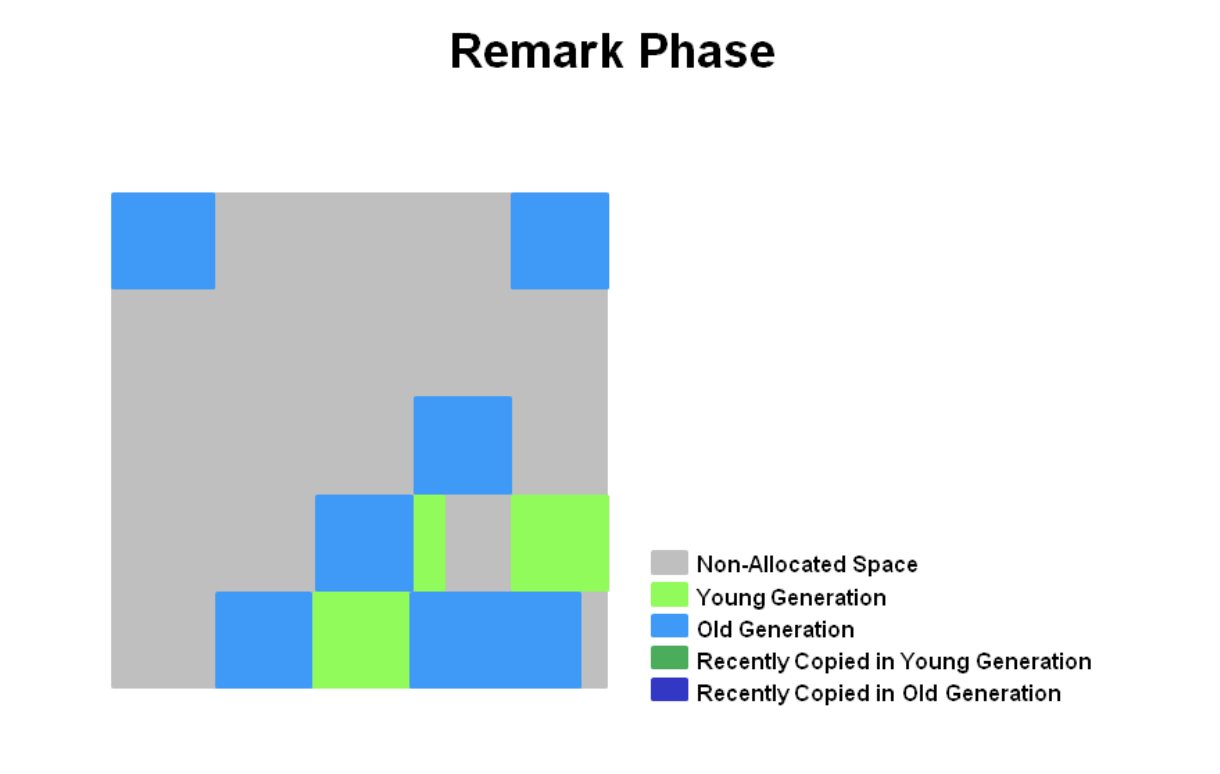 Remark Phase
Non-Allocated Space
Young Generation
Old Generation
Recently Copied in Young Generation
Recently Copied in Old Generation